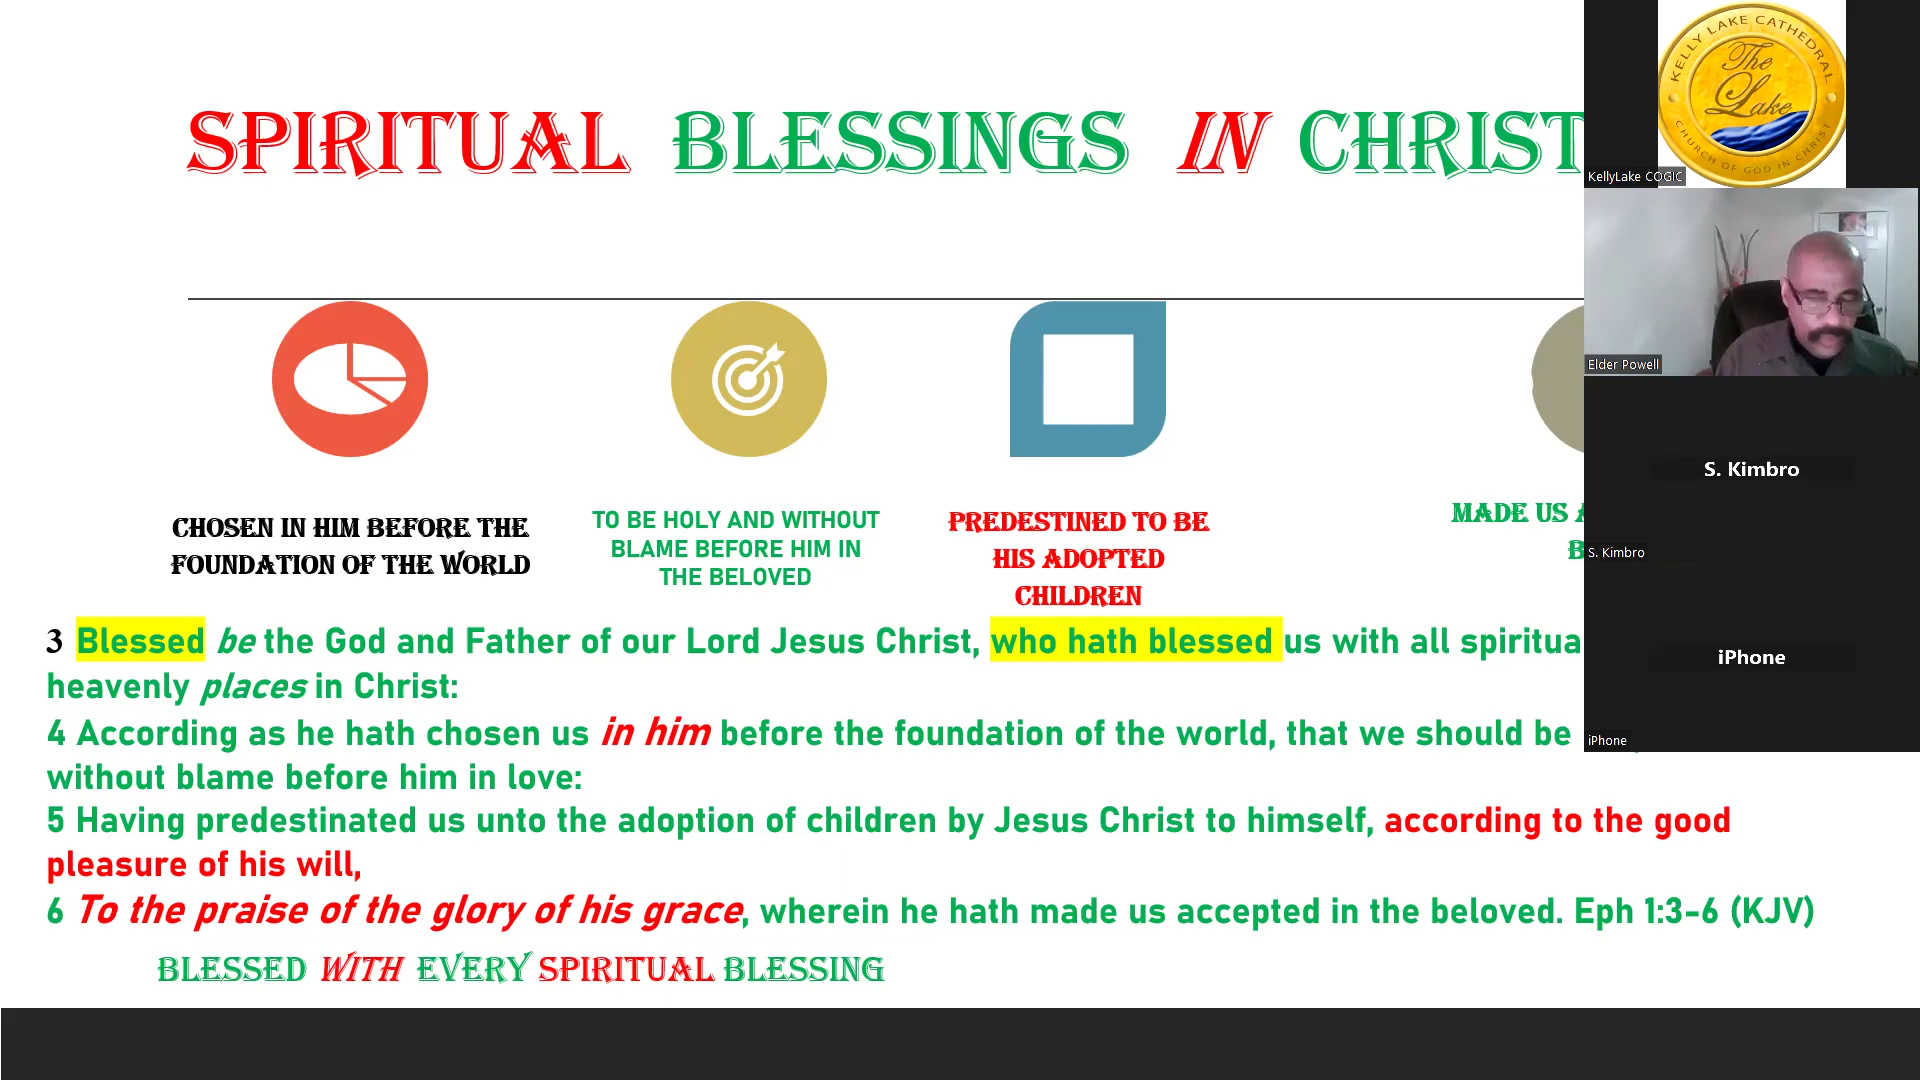 SPIRITUAL BLESSINGS IN CHRIST
KELLY LAKE CATHEDRAL
The
Lake
CHURCH OF GOD IN CHRIST
KellyLake COGIC
Elder Powell
S. Kimbro
S. Kimbro
iPhone
iPhone
CHOSEN IN HIM BEFORE THE
FOUNDATION OF THE WORLD
TO BE HOLY AND WITHOUT
BLAME BEFORE HIM IN
THE BELOVED
PREDESTINED TO BE
HIS ADOPTED
CHILDREN
MADE US
3 Blessed be the God and Father of our Lord Jesus Christ, who hath blessed us with all spiritua
heavenly places in Christ:
4 According as he hath chosen us in him before the foundation of the world, that we should be
without blame before him in love:
5 Having predestinated us unto the adoption of children by Jesus Christ to himself, according to the good
pleasure of his will,
6 To the praise of the glory of his grace, wherein he hath made us accepted in the beloved. Eph 1:3-6 (KJV)
BLESSED WITH EVERY SPIRITUAL BLESSING